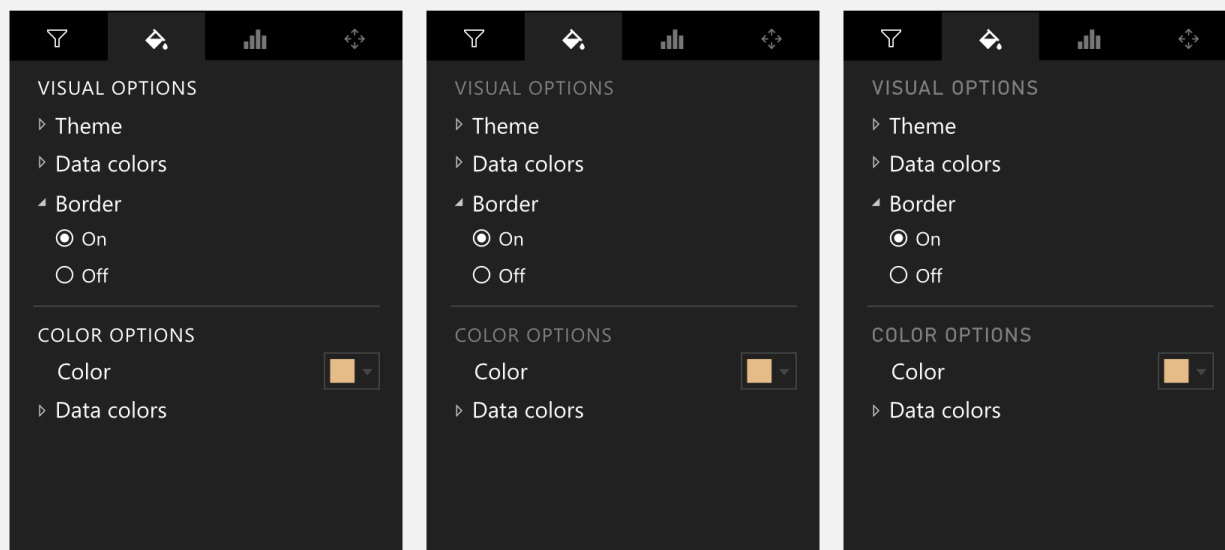 VISUAL OPTIONS
Theme
Data colors
Border
On
Off
COLOR OPTIONS
Color
Data colors
VISUAL OPTIONS
Theme
Data colors
Border
On
Off
COLOR OPTIONS
Color
Data colors
VISUAL OPTIONS
Theme
Data colors
Border
On
Off
COLOR OPTIONS
Color
Data colors